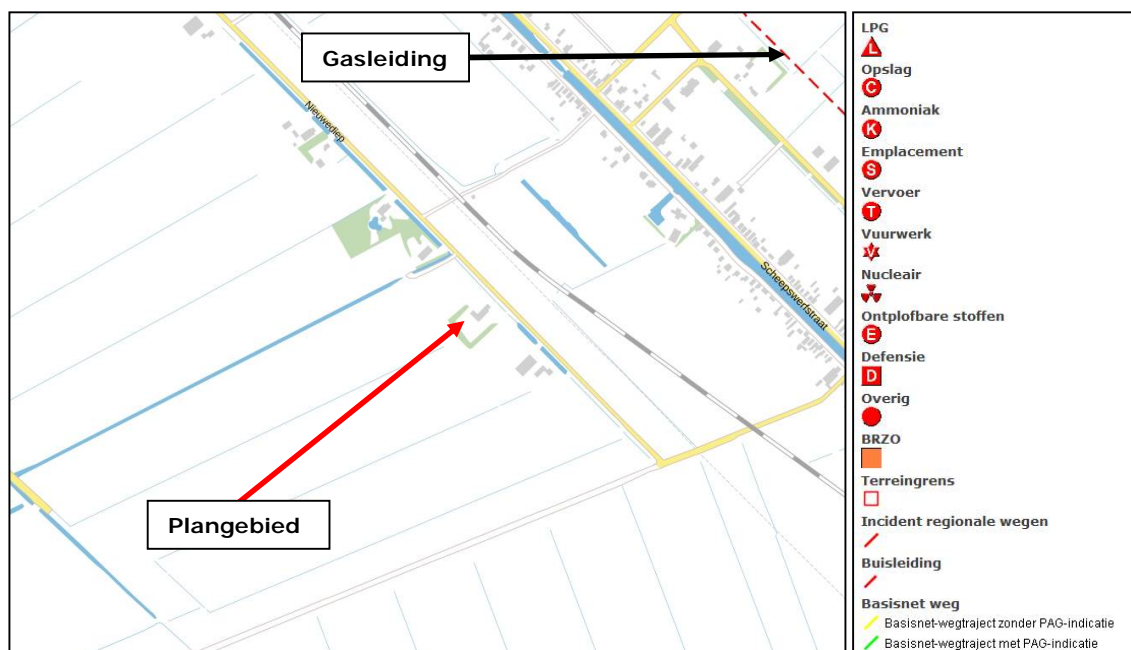 Gasleiding
Nieuwediep
Scheepswerfstraat
Plangebied
LPG
L
Opslag
C
Ammoniak
K
Emplacement
S
Vervoer
T
Vuurwerk
V
Nucleair
Ontplofbare stoffen
E
Defensie
D
Overig
BRZO
Terreingrens
Incident regionale wegen
Buisleiding
Basisnet weg
Basisnet-wegtraject zonder PAG-indicatie
Basisnet-wegtraject met PAG-indicatie